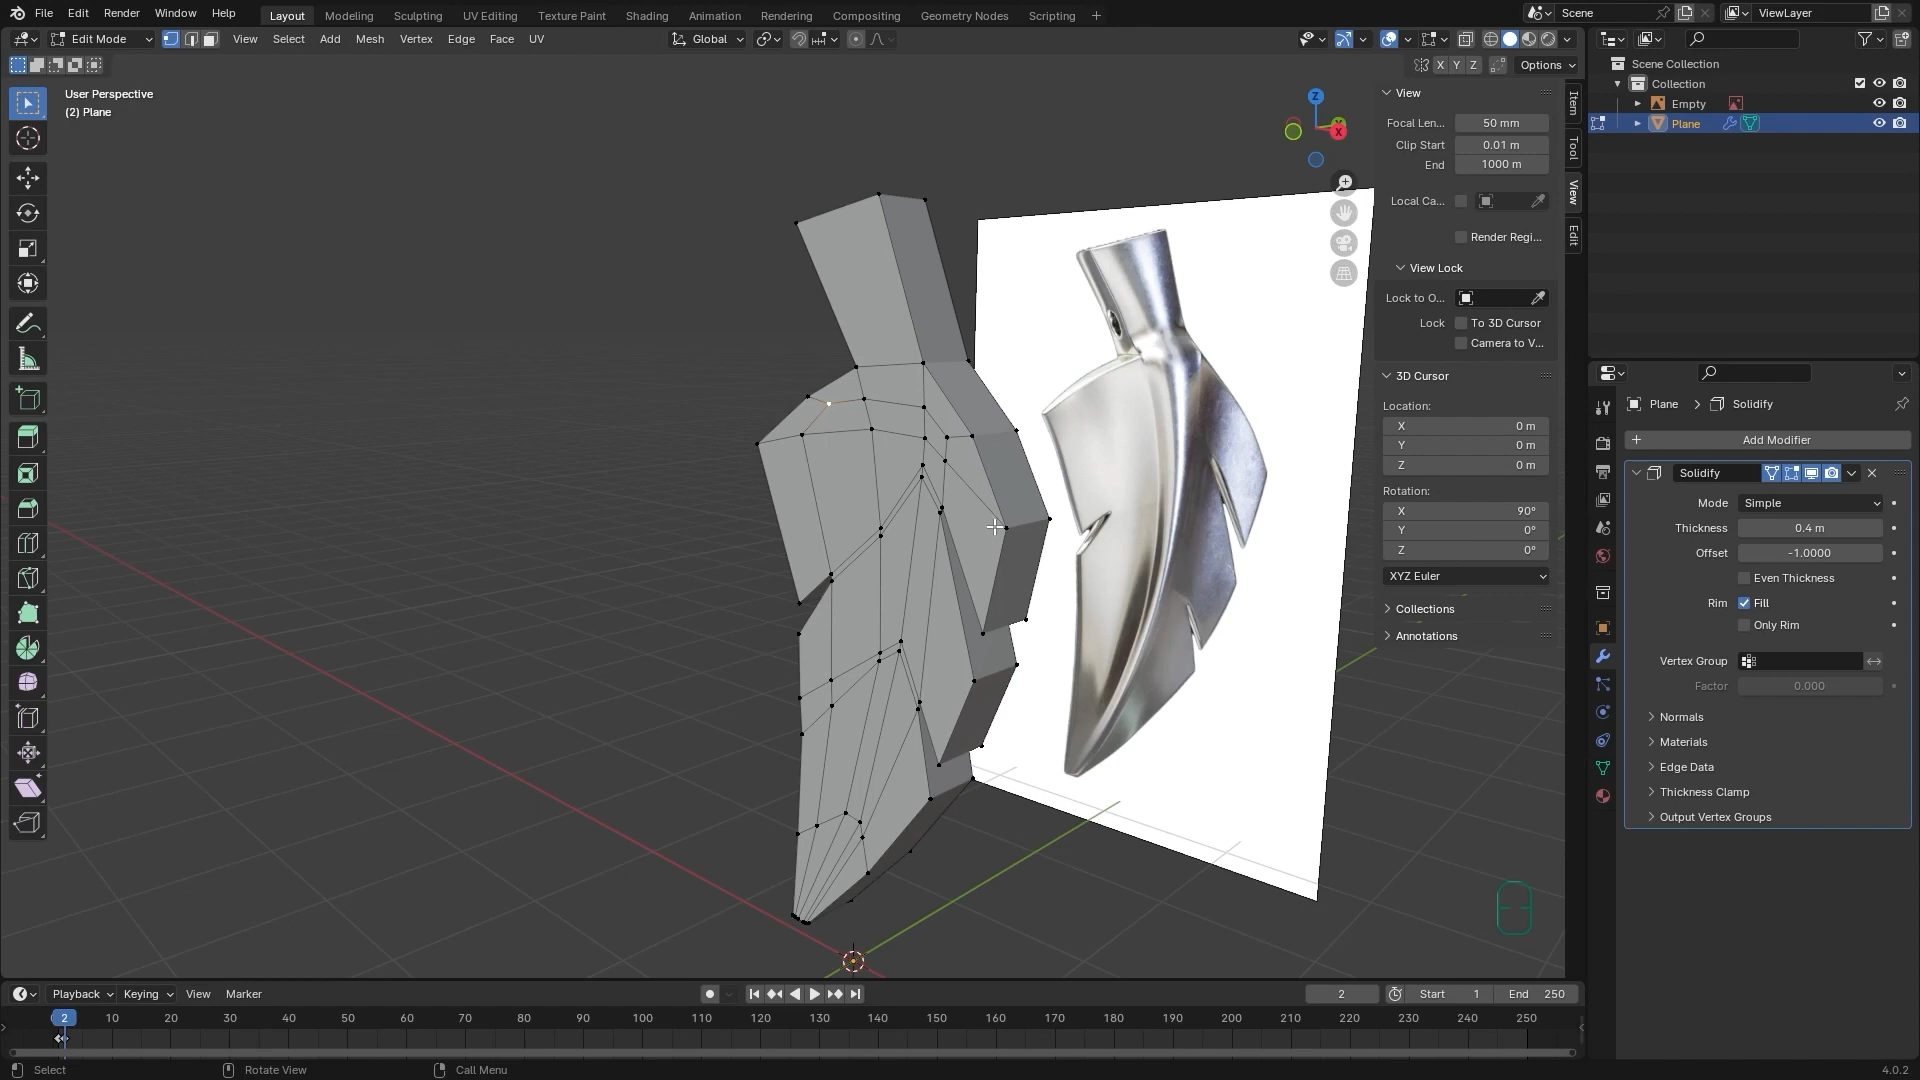 File Edit Render Window Help Layout Modeling Sculpting UV Editing Texture Paint Shading Animation Rendering Compositing Geometry Nodes Scripting + Scene ViewLayer
Edit Mode View Select Add Mesh Vertex Edge Face UV Global
X Y Z Options
User Perspective
(2) Plane
Z
X
View
Focal Len... 50 mm
Clip Start 0.01 m
End 1000 m
Local Ca...
Render Regi...
View Lock
Lock to O...
Lock To 3D Cursor
Camera to V...
3D Cursor
Location:
X 0 m
Y 0 m
Z 0 m
Rotation:
X 90°
Y 0°
Z 0°
XYZ Euler
Collections
Annotations
Item
Tool
View
Edit
Scene Collection
Collection
Empty
Plane
Plane > Solidify
+ Add Modifier
Solidify
Mode Simple
Thickness 0.4 m
Offset -1.0000
Even Thickness
Rim Fill
Only Rim
Vertex Group
Factor 0.000
Normals
Materials
Edge Data
Thickness Clamp
Output Vertex Groups
Playback Keying View Marker 2 Start 1 End 250
2 10 20 30 40 50 60 70 80 90 100 110 120 130 140 150 160 170 180 190 200 210 220 230 240 250
Select Rotate View Call Menu 4.0.2